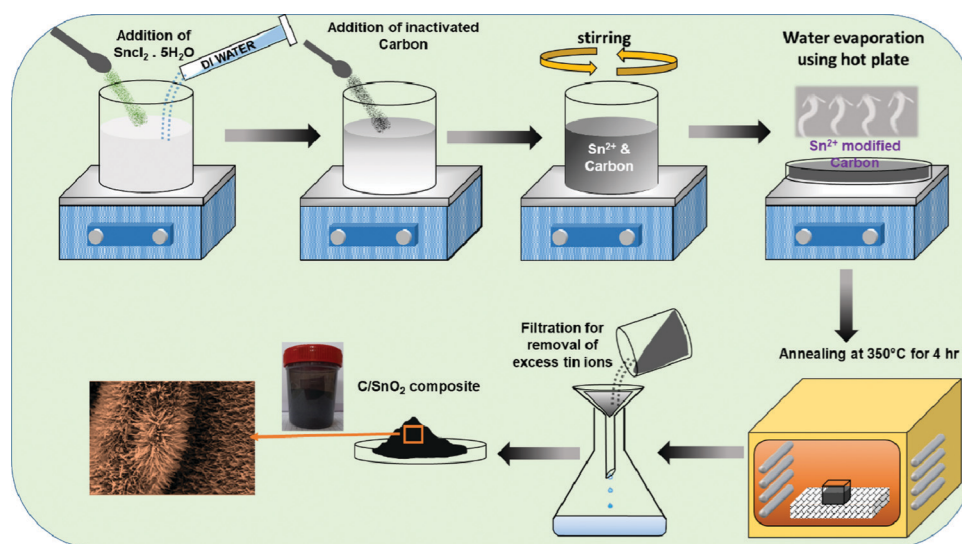 Addition of
SncI₂ . 5H₂O
DI WATER
Addition of inactivated
Carbon
stirring
Sn²⁺ &
Carbon
Water evaporation
using hot plate
Sn²⁺ modified
Carbon
Annealing at 350°C for 4 hr
Filtration for
removal of
excess tin ions
C/SnO₂ composite